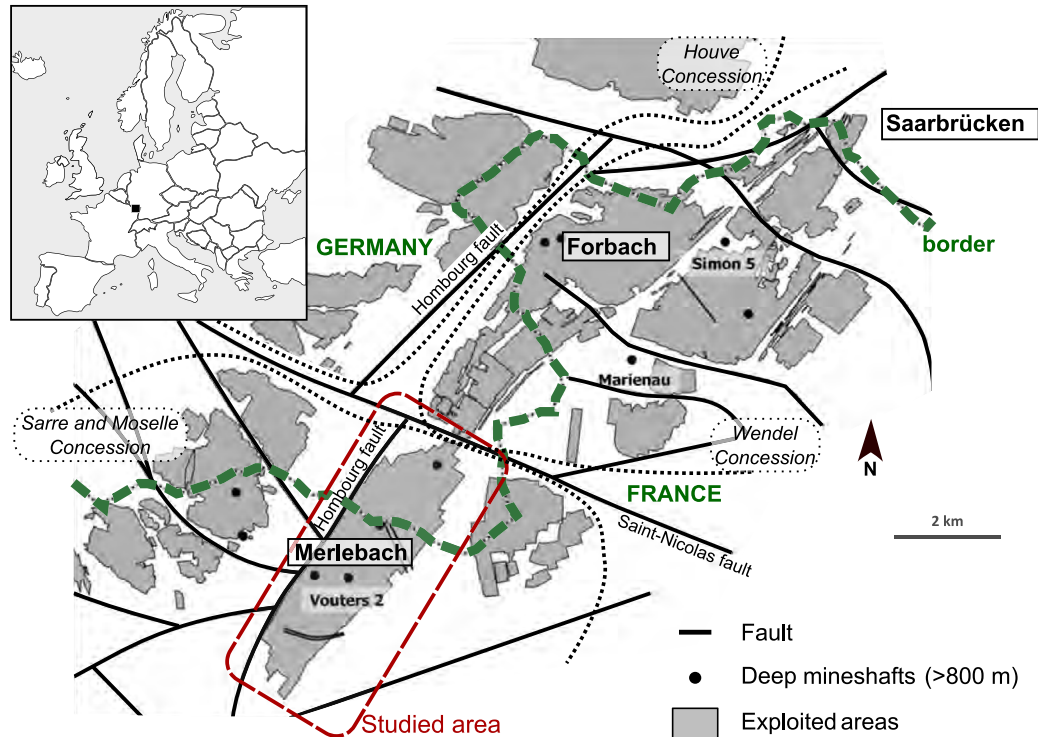 Houve
Concession
Saarbrücken
GERMANY
Hombourg fault
Forbach
Simon 5
border
Marienau
Sarre and Moselle
Concession
Wendel
Concession
N
Hombourg fault
FRANCE
Saint-Nicolas fault
2 km
Merlebach
Vouters 2
Fault
Deep mineshafts (>800 m)
Studied area
Exploited areas